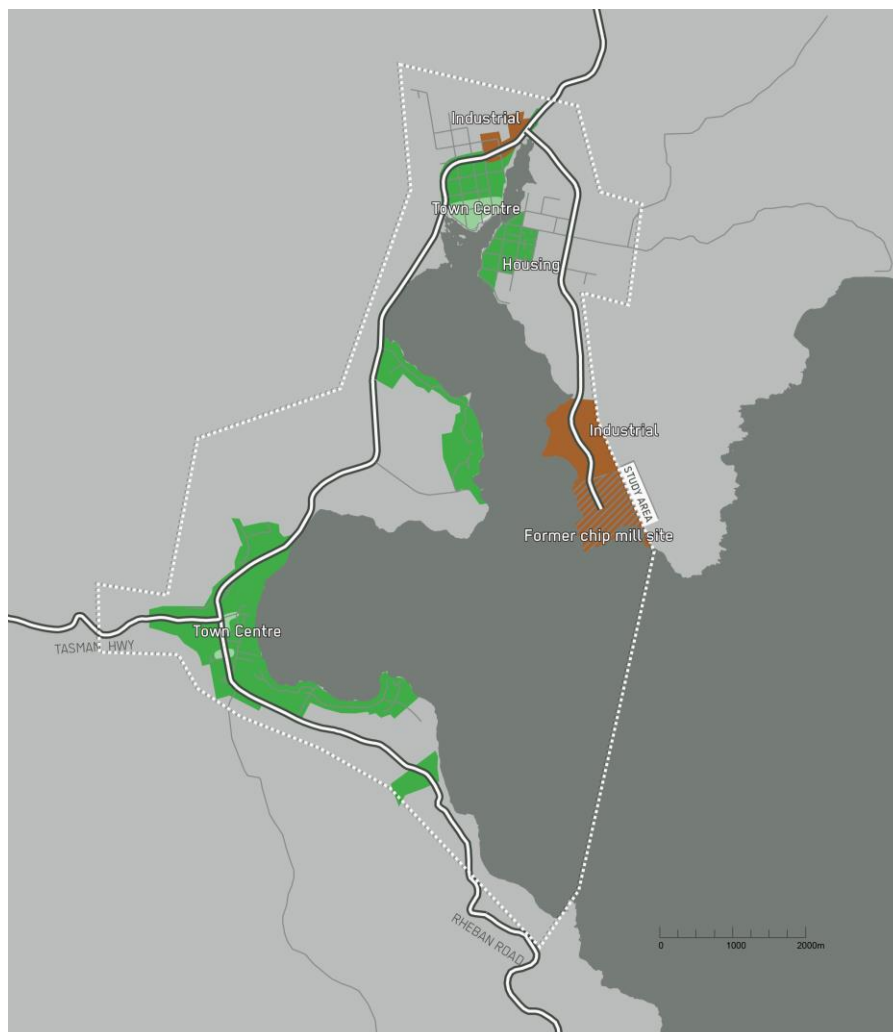 Industrial
Town Centre
Housing
Industrial
STUDY AREA
Former chip mill site
Town Centre
TASMAN HWY
RHEBAN ROAD
0 1000 2000m